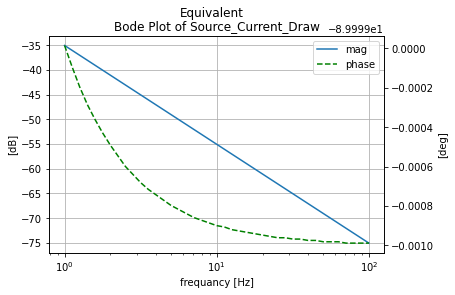 Equivalent
Bode Plot of Source_Current_Draw
−8.9999e1
mag
phase
−35
−40
−45
−50
−55
−60
−65
−70
−75
[dB]
0.0000
−0.0002
−0.0004
−0.0006
−0.0008
−0.0010
[deg]
10⁰
10¹
10²
frequancy [Hz]